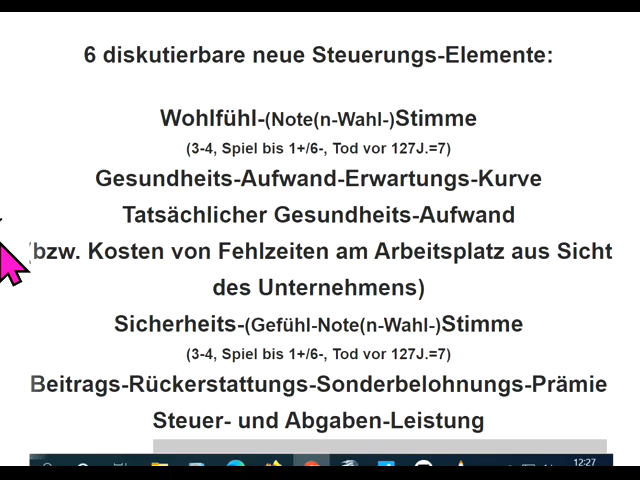 6 diskutierbare neue Steuerungs-Elemente:
Wohlfühl-(Note(n-Wahl-)Stimme
(3-4, Spiel bis 1+/6-, Tod vor 127J.=7)
Gesundheits-Aufwand-Erwartungs-Kurve
Tatsächlicher Gesundheits-Aufwand
(bzw. Kosten von Fehlzeiten am Arbeitsplatz aus Sicht
des Unternehmens)
Sicherheits-(Gefühl-Note(n-Wahl-)Stimme
(3-4, Spiel bis 1+/6-, Tod vor 127J.=7)
Beitrags-Rückerstattungs-Sonderbelohnungs-Prämie
Steuer- und Abgaben-Leistung
12:27